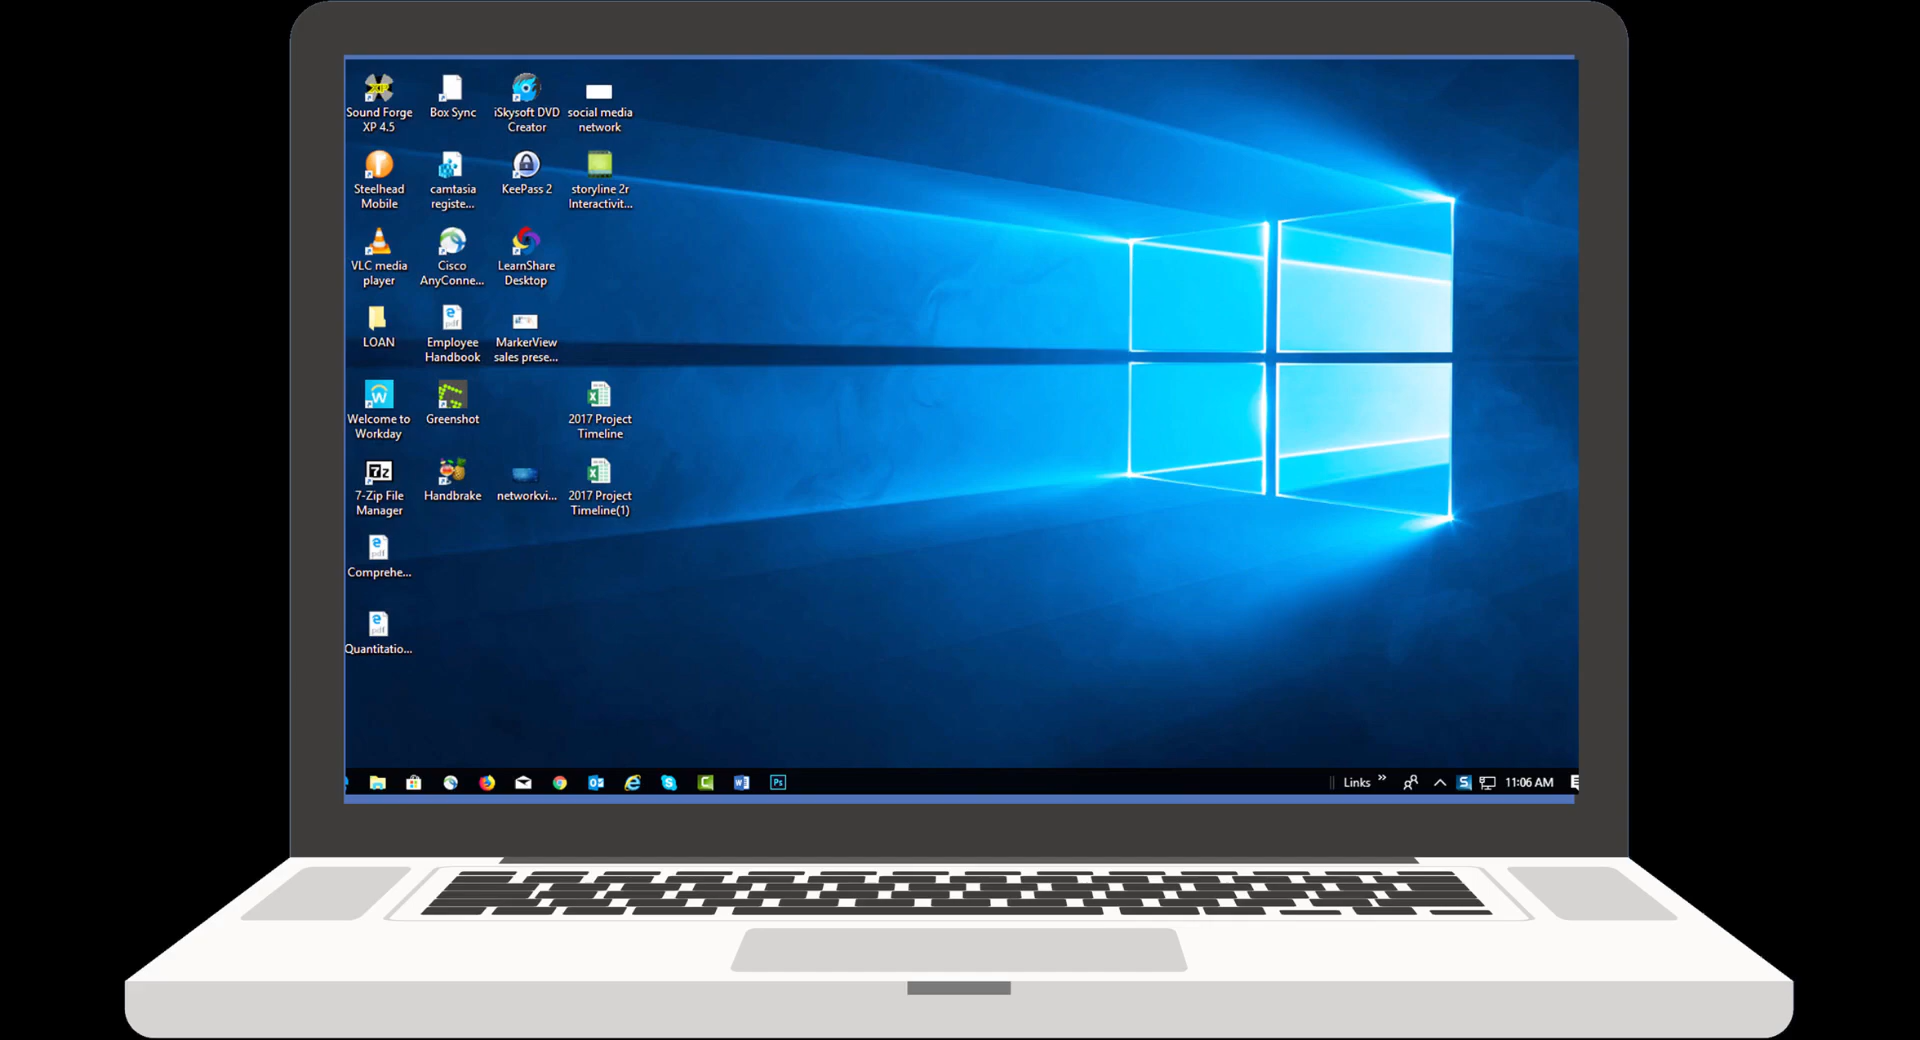 Sound Forge
XP 4.5
Box Sync
iSkysoft DVD
Creator
social media
network
Steelhead
Mobile
camtasia
registe...
KeePass 2
storyline 2r
Interactivit...
VLC media
player
Cisco
AnyConne...
LearnShare
Desktop
LOAN
Employee
Handbook
MarkerView
sales prese...
Welcome to
Workday
Greenshot
2017 Project
Timeline
7-Zip File
Manager
Handbrake
networkvi...
2017 Project
Timeline(1)
Comprehe...
Quantitatio...
Links
11:06 AM